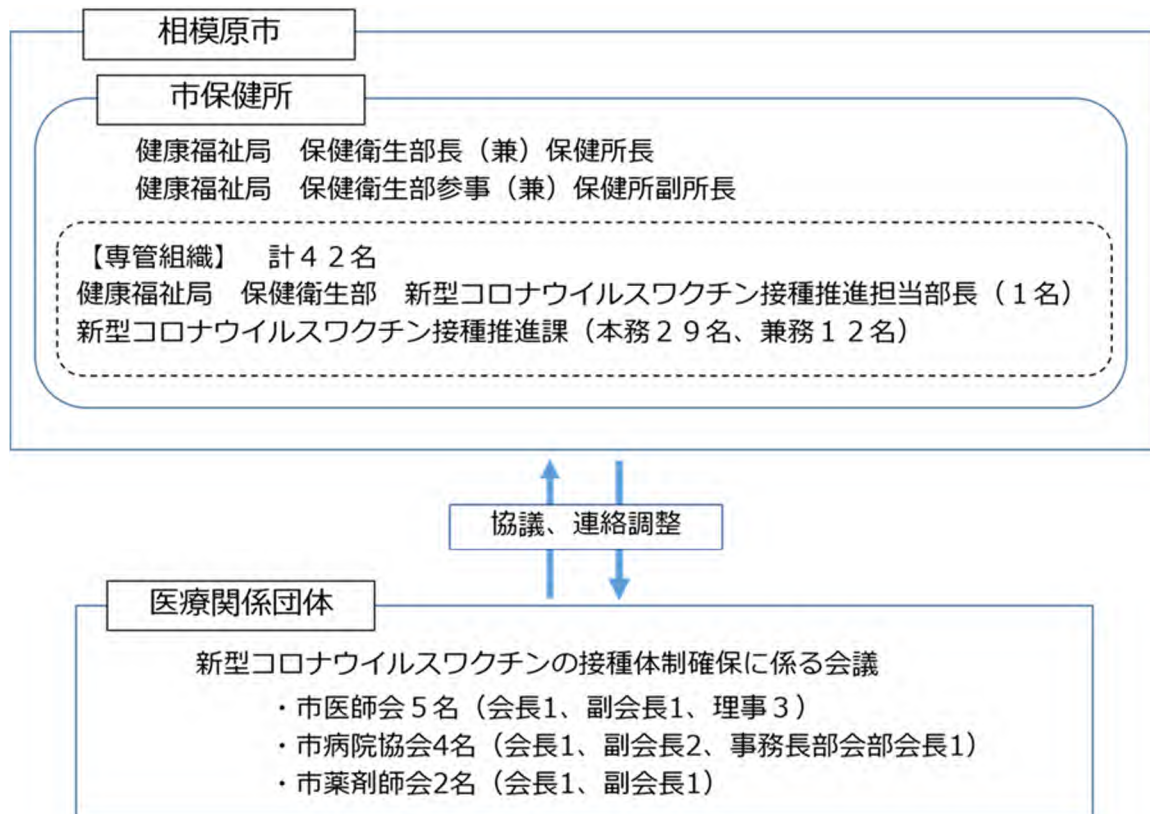 相模原市
市保健所
健康福祉局　保健衛生部長（兼）保健所長
健康福祉局　保健衛生部参事（兼）保健所副所長
【専管組織】　計４２名
健康福祉局　保健衛生部　新型コロナウイルスワクチン接種推進担当部長（１名）
新型コロナウイルスワクチン接種推進課（本務２９名、兼務１２名）
協議、連絡調整
医療関係団体
新型コロナウイルスワクチンの接種体制確保に係る会議
・市医師会５名（会長1、副会長1、理事３）
・市病院協会4名（会長1、副会長2、事務長部会部会長1）
・市薬剤師会2名（会長1、副会長1）